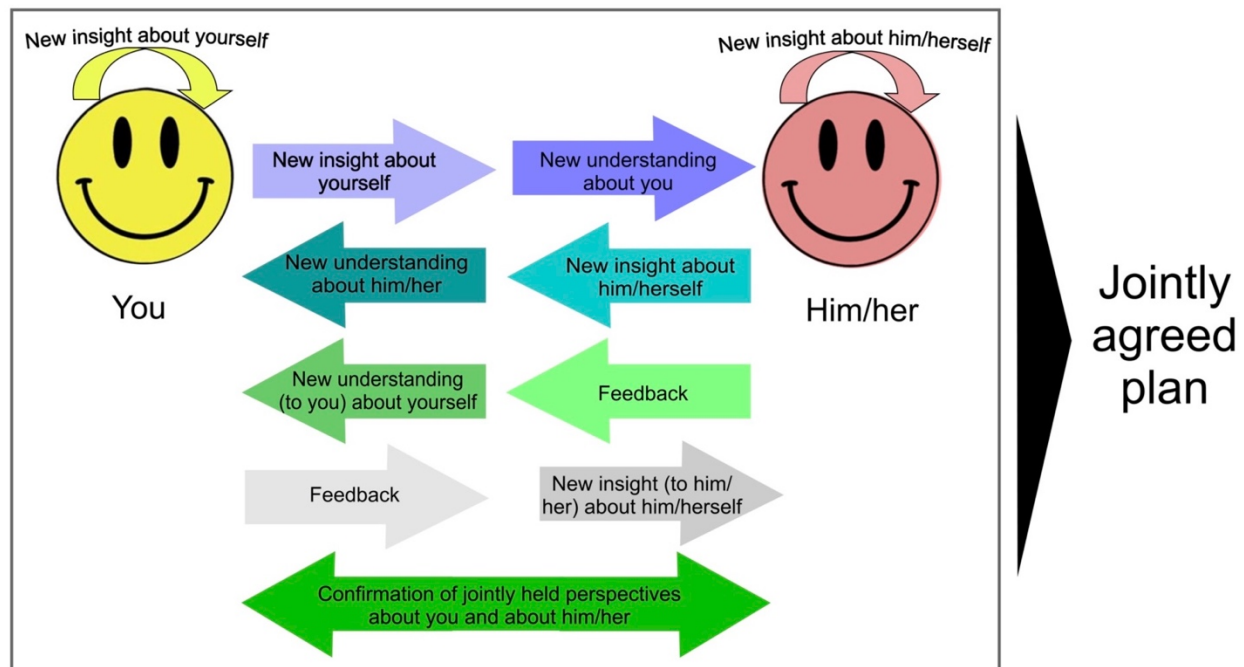 New insight about yourself
New insight about him/herself
New insight about
yourself
New understanding
about you
New understanding
about him/her
New insight about
him/herself
You
Him/her
New understanding
(to you) about yourself
Feedback
Feedback
New insight (to him/
her) about him/herself
Confirmation of jointly held perspectives
about you and about him/her
Jointly
agreed
plan